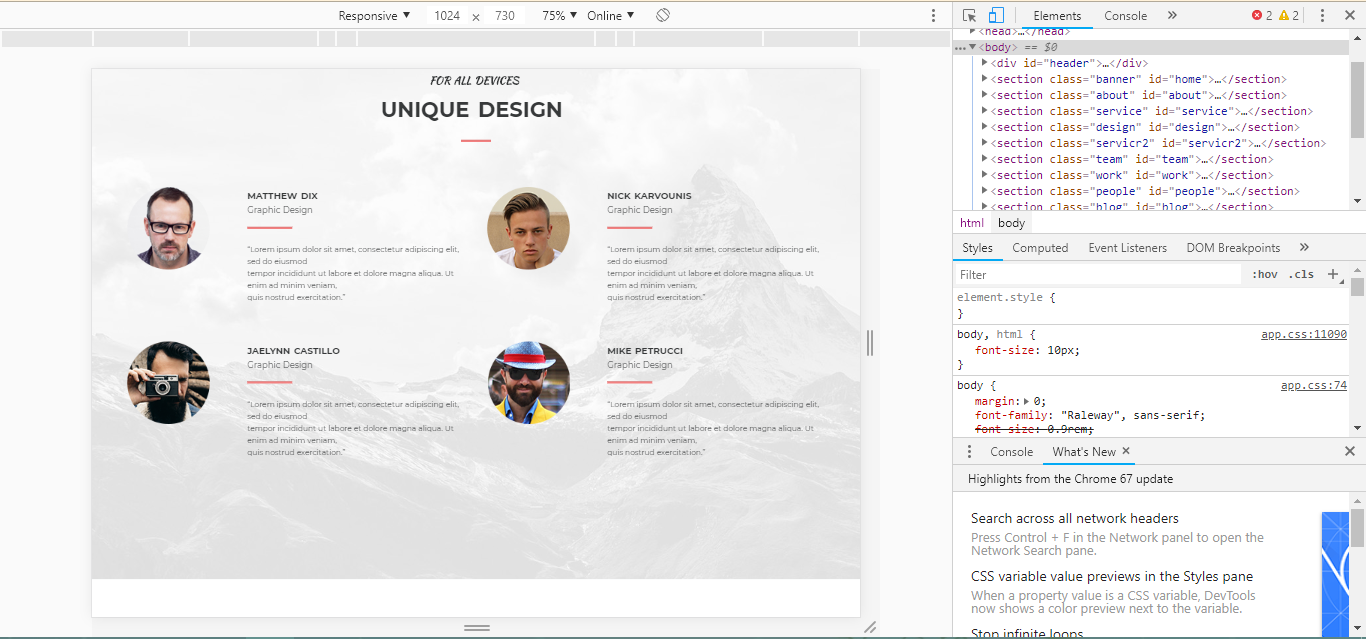 Responsive ▼ 1024 × 730 75% ▼ Online ▼
FOR ALL DEVICES
UNIQUE DESIGN
MATTHEW DIX
Graphic Design
"Lorem ipsum dolor sit amet, consectetur adipiscing elit,
sed do eiusmod
tempor incididunt ut labore et dolore magna aliqua. Ut
enim ad minim veniam,
quis nostrud exercitation."
NICK KARVOUNIS
Graphic Design
"Lorem ipsum dolor sit amet, consectetur adipiscing elit,
sed do eiusmod
tempor incididunt ut labore et dolore magna aliqua. Ut
enim ad minim veniam,
quis nostrud exercitation."
JAELYNN CASTILLO
Graphic Design
"Lorem ipsum dolor sit amet, consectetur adipiscing elit,
sed do eiusmod
tempor incididunt ut labore et dolore magna aliqua. Ut
enim ad minim veniam,
quis nostrud exercitation."
MIKE PETRUCCI
Graphic Design
"Lorem ipsum dolor sit amet, consectetur adipiscing elit,
sed do eiusmod
tempor incididunt ut labore et dolore magna aliqua. Ut
enim ad minim veniam,
quis nostrud exercitation."
Elements Console » 2 2
<head>…</head>
…▼<body> == $0
<div id="header">…</div>
<section class="banner" id="home">…</section>
<section class="about" id="about">…</section>
<section class="service" id="service">…</section>
<section class="design" id="design">…</section>
<section class="servicr2" id="servicr2">…</section>
<section class="team" id="team">…</section>
<section class="work" id="work">…</section>
<section class="people" id="people">…</section>
<section class="blog" id="blog">…</section>
html body
Styles Computed Event Listeners DOM Breakpoints »
Filter :hov .cls +
element.style {
}
body, html { app.css:11090
font-size: 10px;
}
body { app.css:74
margin: 0;
font-family: "Raleway", sans-serif;
font-size: 0.9rem;
Console What's New ×
Highlights from the Chrome 67 update
Search across all network headers
Press Control + F in the Network panel to open the
Network Search pane.
CSS variable value previews in the Styles pane
When a property value is a CSS variable, DevTools
now shows a color preview next to the variable.
Stop infinite loops